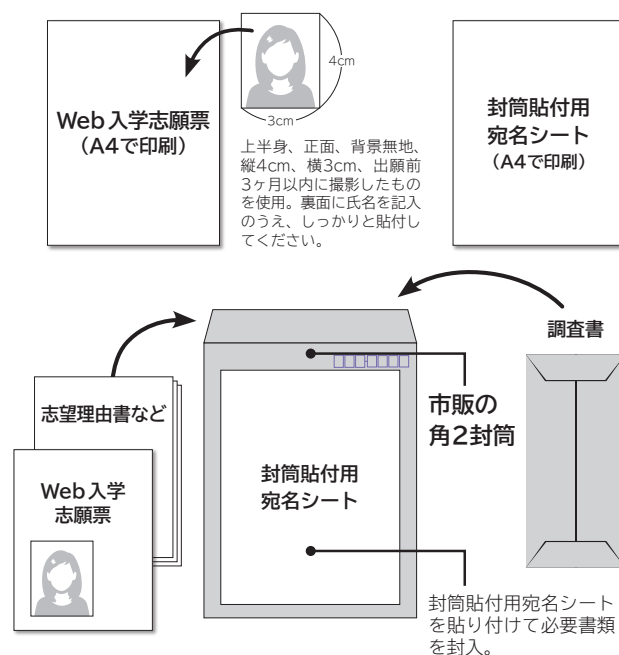 Web入学志願票
（A4で印刷）
4cm
3cm
上半身、正面、背景無地、
縦4cm、横3cm、出願前
3ヶ月以内に撮影したもの
を使用。裏面に氏名を記入
のうえ、しっかりと貼付し
てください。
封筒貼付用
宛名シート
（A4で印刷）
調査書
志望理由書など
Web入学
志願票
封筒貼付用
宛名シート
市販の
角2封筒
封筒貼付用宛名シート
を貼り付けて必要書類
を封入。